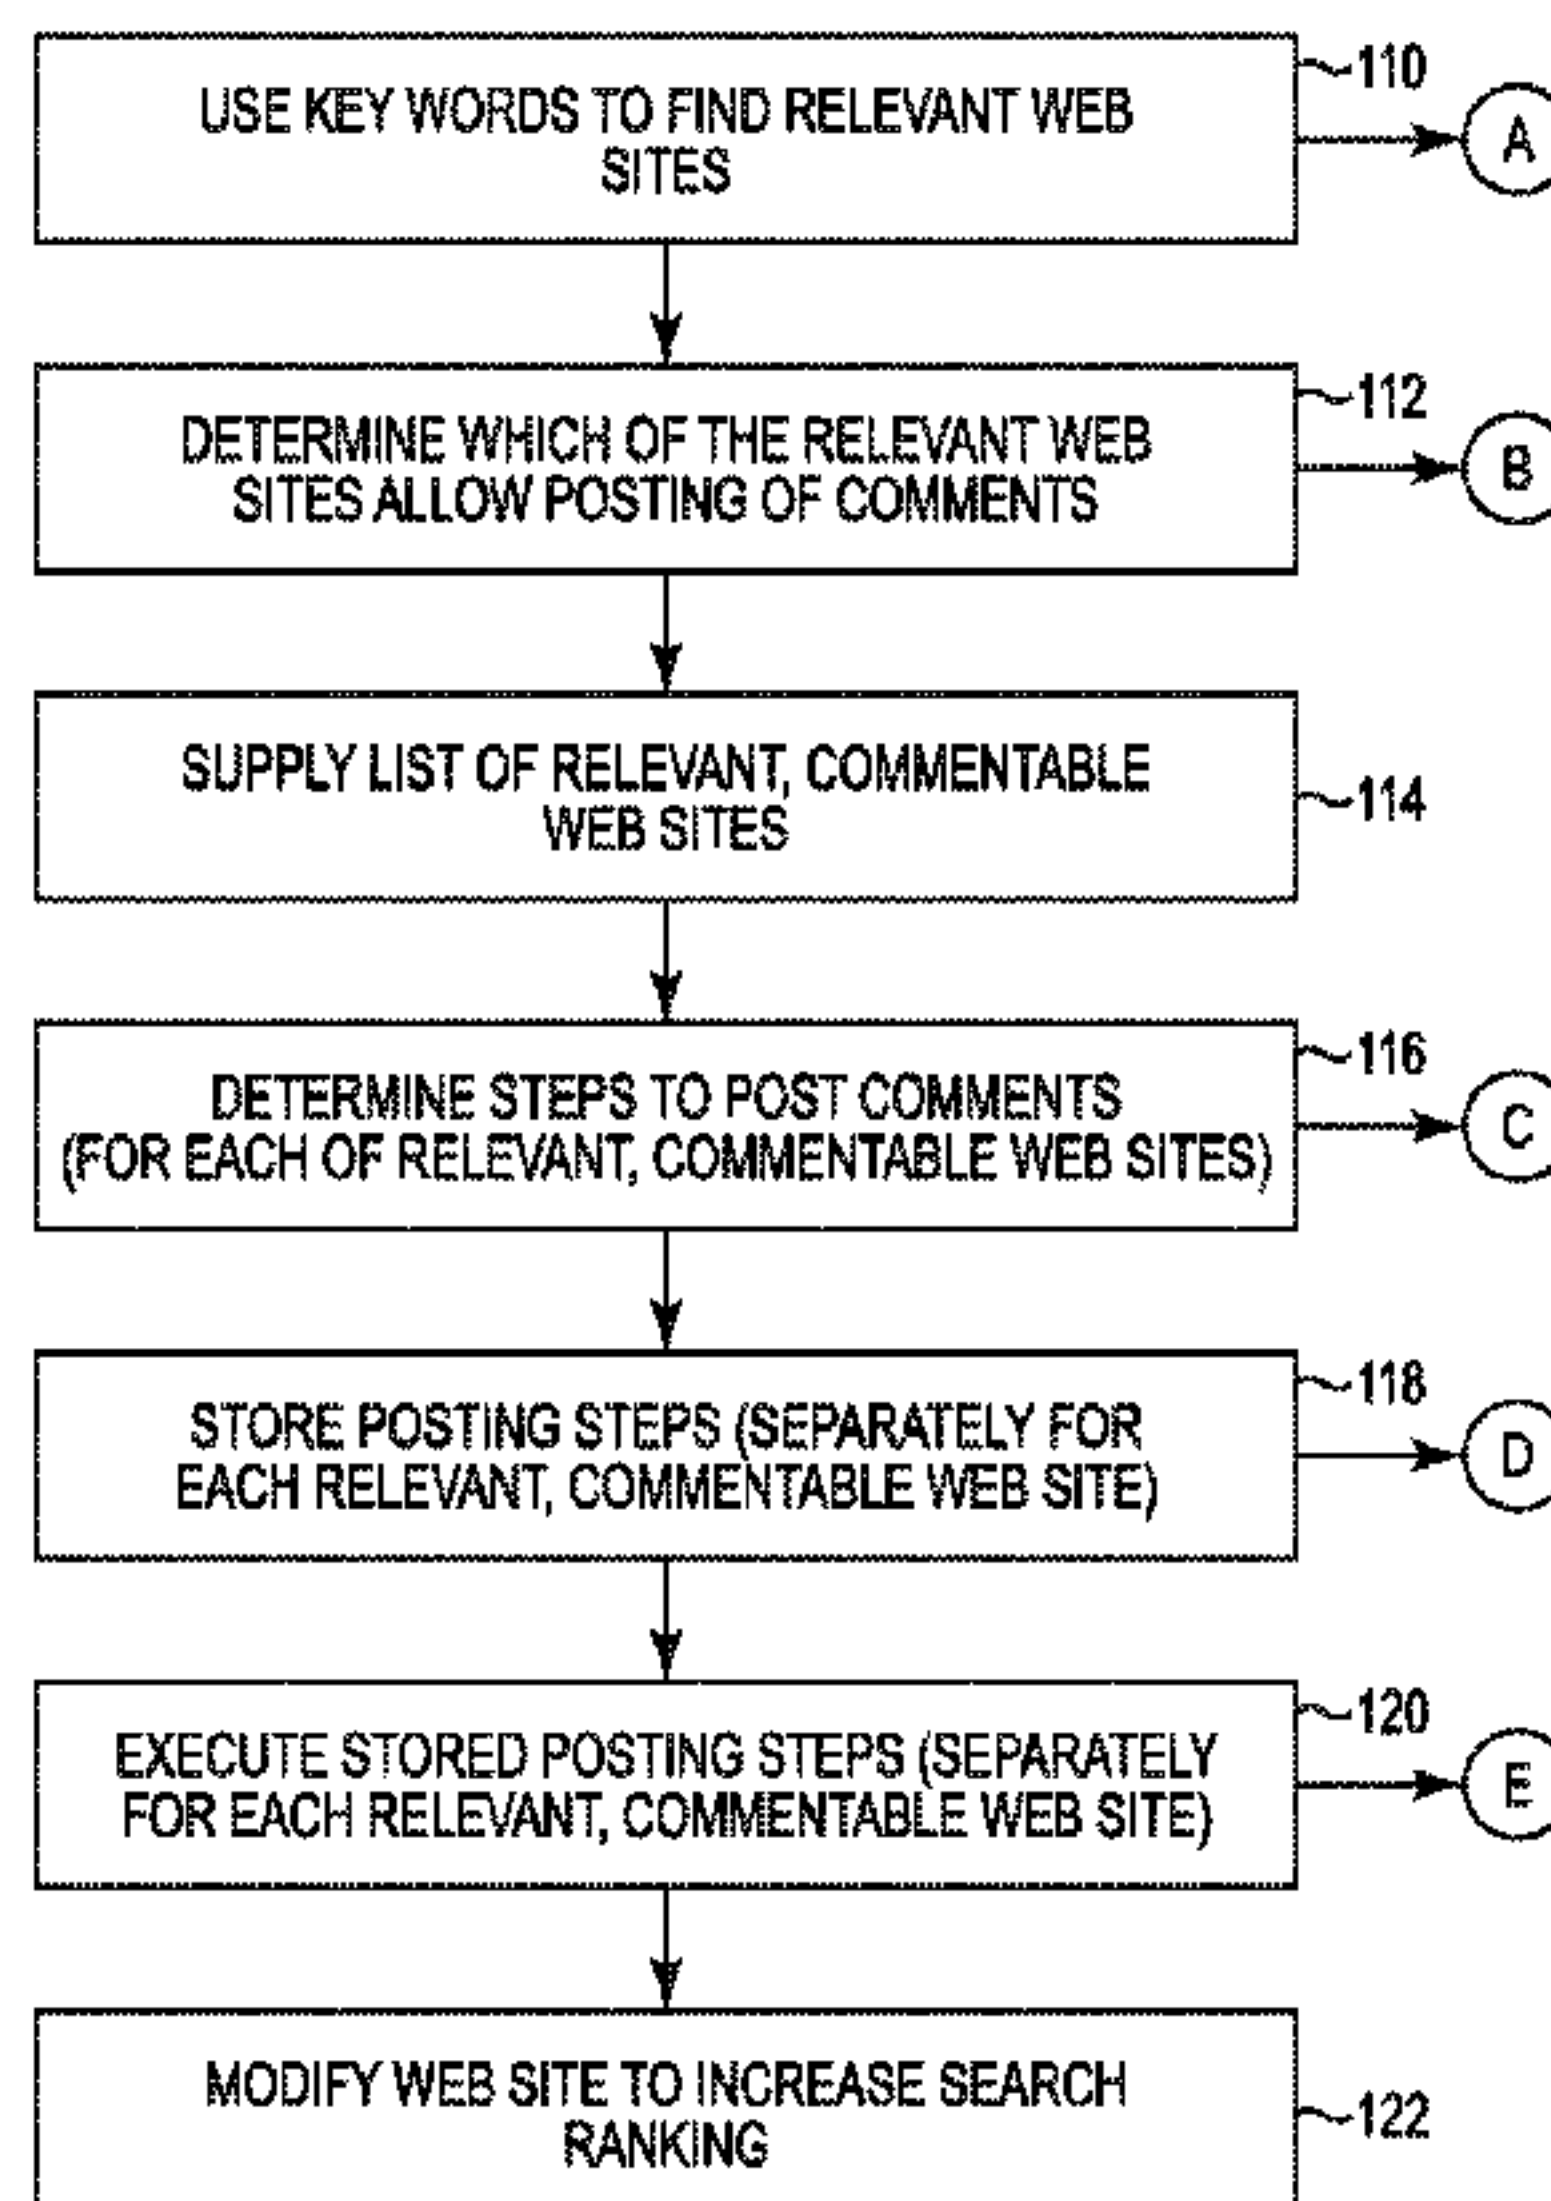 USE KEY WORDS TO FIND RELEVANT WEB
SITES
110
A
DETERMINE WHICH OF THE RELEVANT WEB
SITES ALLOW POSTING OF COMMENTS
112
B
SUPPLY LIST OF RELEVANT, COMMENTABLE
WEB SITES
114
DETERMINE STEPS TO POST COMMENTS
(FOR EACH OF RELEVANT, COMMENTABLE WEB SITES)
116
C
STORE POSTING STEPS (SEPARATELY FOR
EACH RELEVANT, COMMENTABLE WEB SITE)
118
D
EXECUTE STORED POSTING STEPS (SEPARATELY
FOR EACH RELEVANT, COMMENTABLE WEB SITE)
120
E
MODIFY WEB SITE TO INCREASE SEARCH
RANKING
122